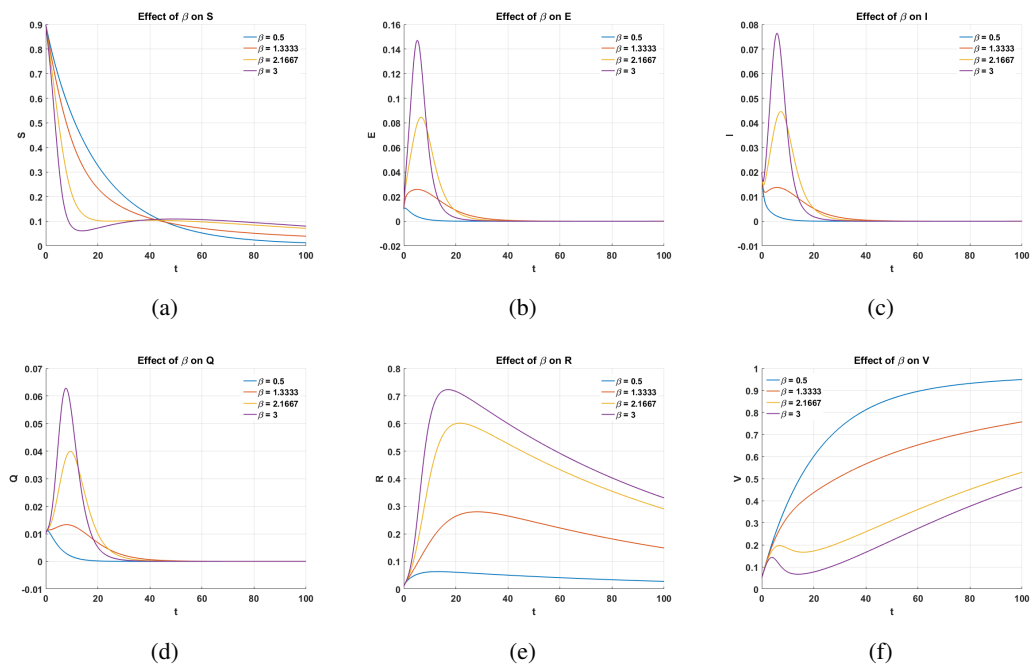 Effect of β on S
β = 0.5
β = 1.3333
β = 2.1667
β = 3
0.9
0.8
0.7
0.6
0.5
0.4
0.3
0.2
0.1
0
S
0 20 40 60 80 100
t
(a)
Effect of β on E
β = 0.5
β = 1.3333
β = 2.1667
β = 3
0.16
0.14
0.12
0.1
0.08
0.06
0.04
0.02
0
-0.02
E
0 20 40 60 80 100
t
(b)
Effect of β on I
β = 0.5
β = 1.3333
β = 2.1667
β = 3
0.08
0.07
0.06
0.05
0.04
0.03
0.02
0.01
0
-0.01
I
0 20 40 60 80 100
t
(c)
Effect of β on Q
β = 0.5
β = 1.3333
β = 2.1667
β = 3
0.07
0.06
0.05
0.04
0.03
0.02
0.01
0
-0.01
Q
0 20 40 60 80 100
t
(d)
Effect of β on R
β = 0.5
β = 1.3333
β = 2.1667
β = 3
0.8
0.7
0.6
0.5
0.4
0.3
0.2
0.1
0
R
0 20 40 60 80 100
t
(e)
Effect of β on V
β = 0.5
β = 1.3333
β = 2.1667
β = 3
1
0.9
0.8
0.7
0.6
0.5
0.4
0.3
0.2
0.1
0
V
0 20 40 60 80 100
t
(f)